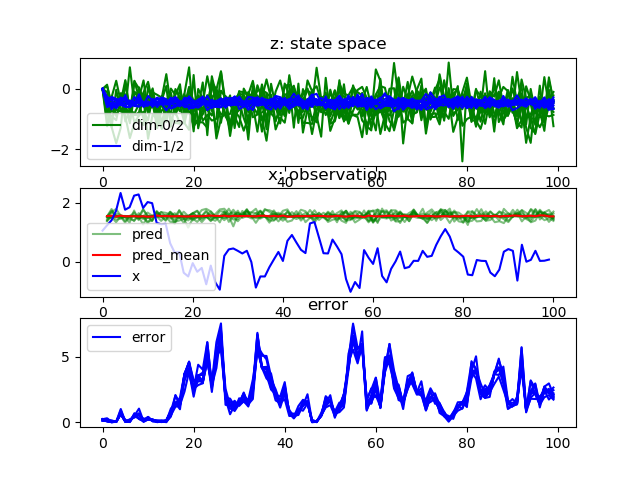 z: state space
0
−2
dim-0/2
dim-1/2
0 20 40 60 80 100
x: observation
2
0
pred
pred_mean
x
0 20 40 60 80 100
error
5
0
error
0 20 40 60 80 100